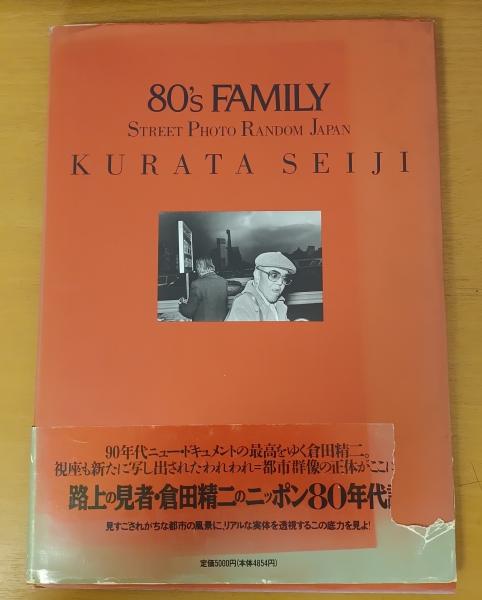 80's FAMILY
STREET PHOTO RANDOM JAPAN
KURATA SEIJI
90年代ニュー・ドキュメントの最高をゆく倉田精二。
視座も新たに写し出されたわれわれ=都市群像の正体がここに
路上の見者・倉田精二のニッポン80年代
見すごされがちな都市の風景に、リアルな実体を透視するこの底力を見よ!
定価5000円(本体4854円)